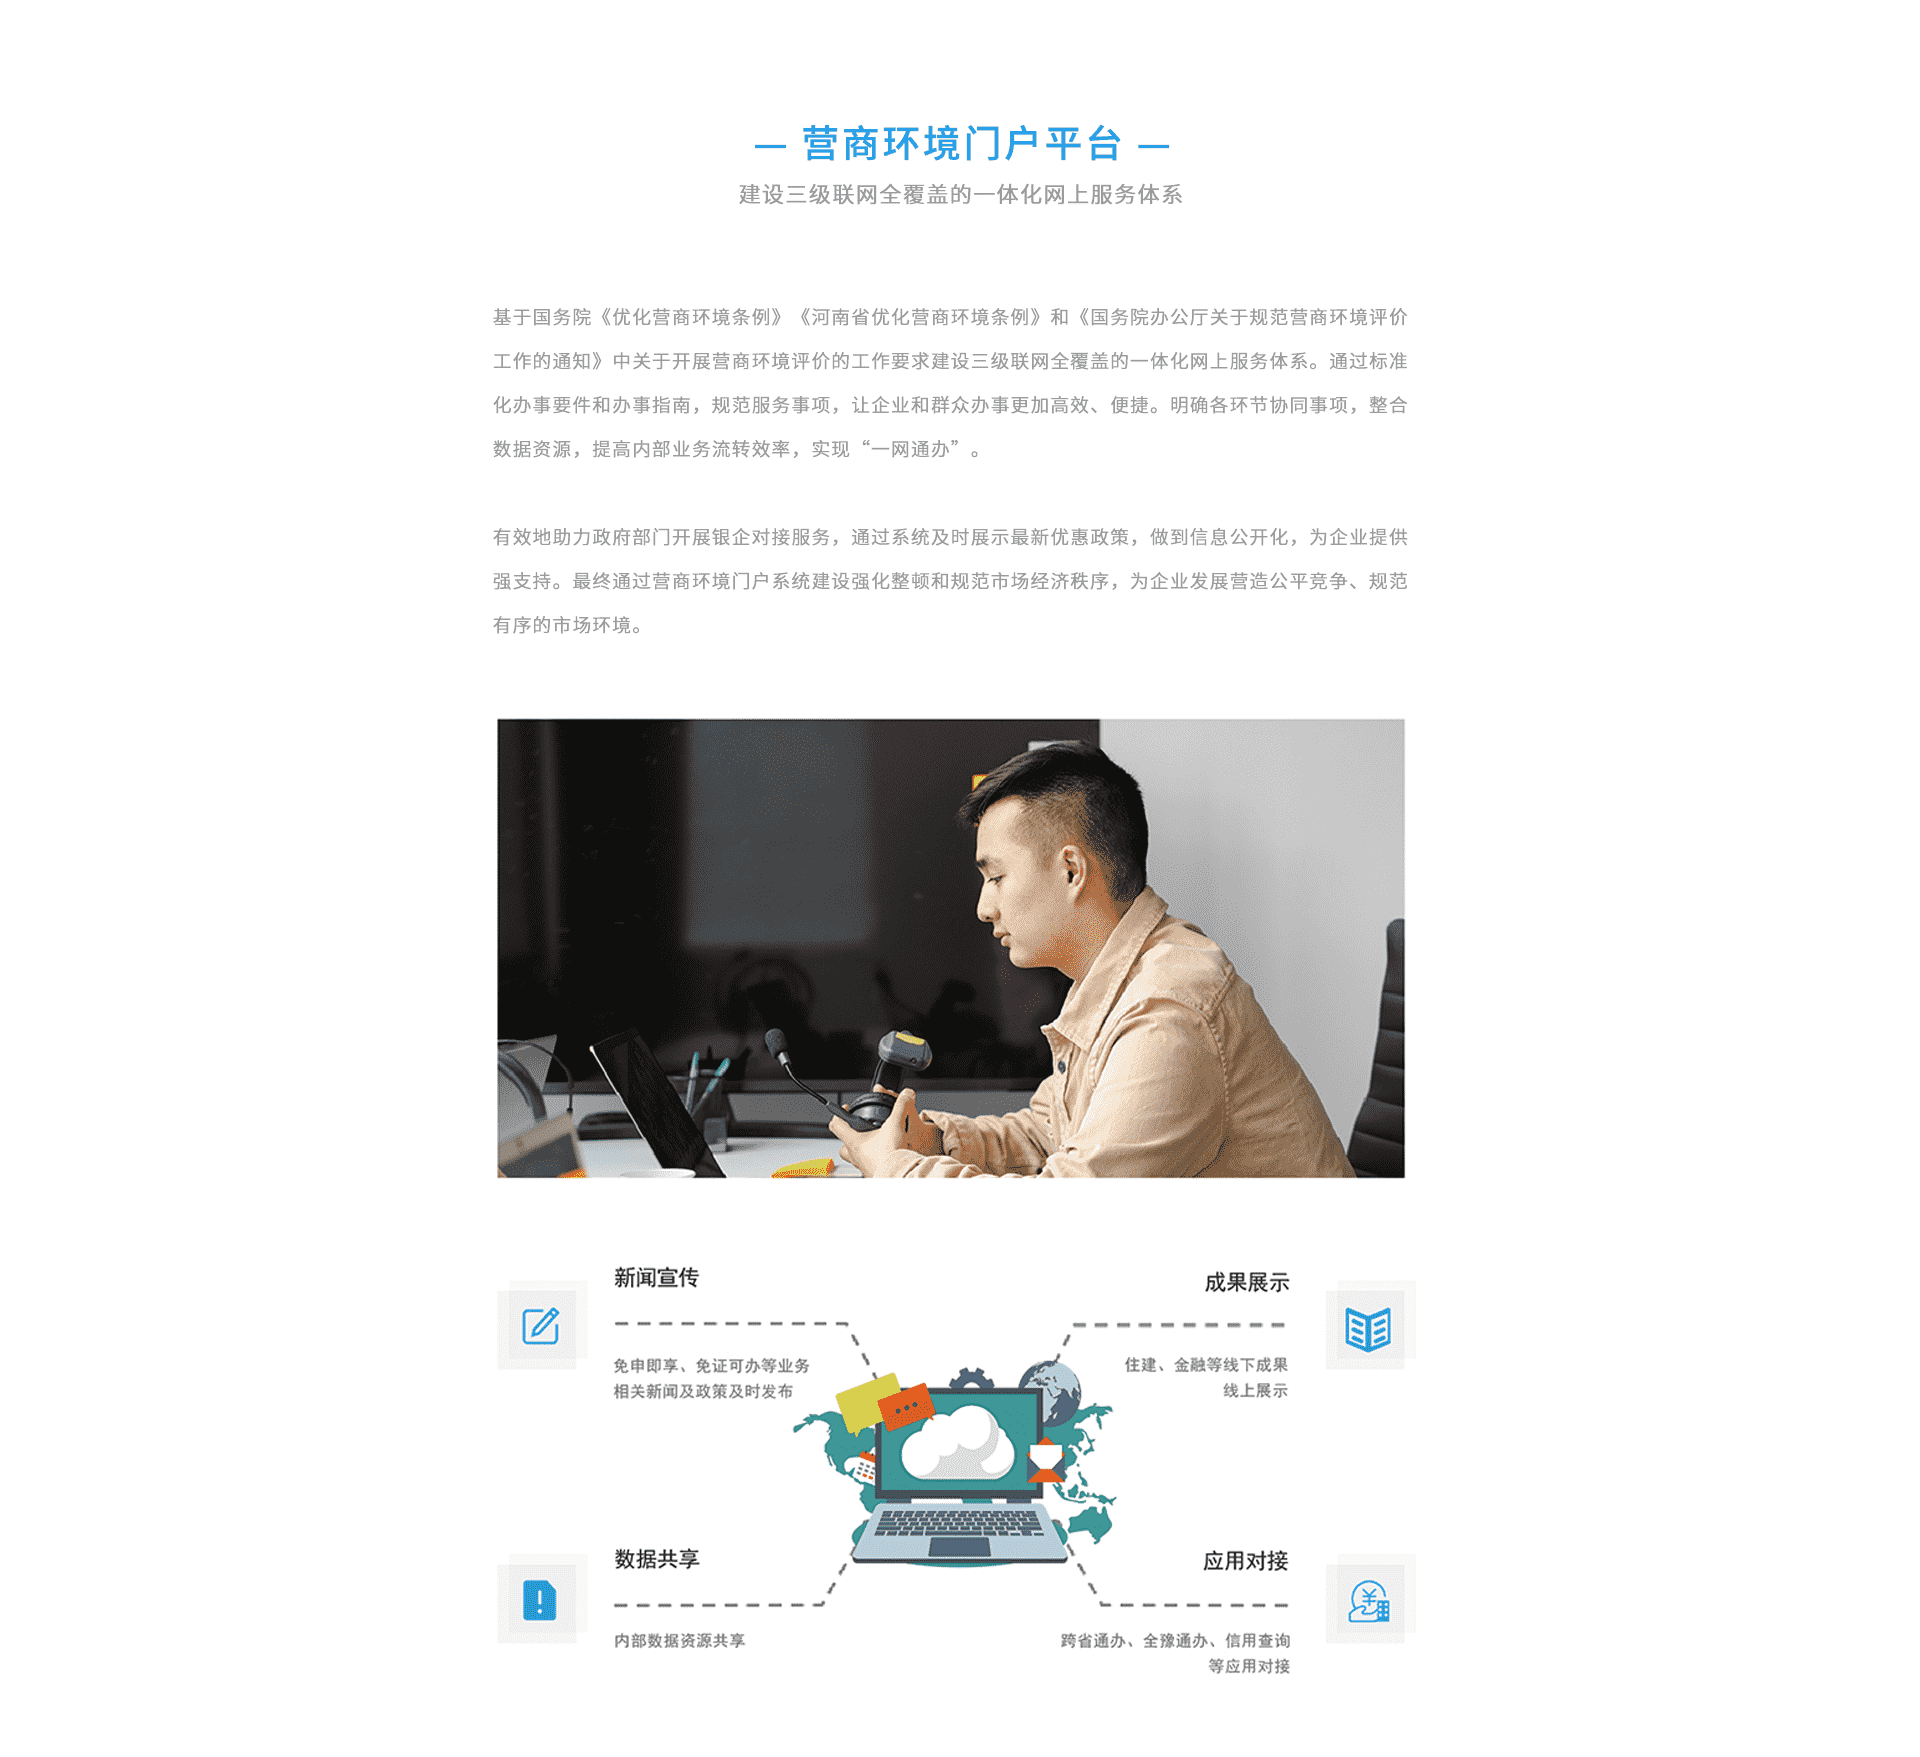 — 营商环境门户平台 —
建设三级联网全覆盖的一体化网上服务体系
基于国务院《优化营商环境条例》《河南省优化营商环境条例》和《国务院办公厅关于规范营商环境评价
工作的通知》中关于开展营商环境评价的工作要求建设三级联网全覆盖的一体化网上服务体系。通过标准
化办事要件和办事指南，规范服务事项，让企业和群众办事更加高效、便捷。明确各环节协同事项，整合
数据资源，提高内部业务流转效率，实现“一网通办”。
有效地助力政府部门开展银企对接服务，通过系统及时展示最新优惠政策，做到信息公开化，为企业提供
强支持。最终通过营商环境门户系统建设强化整顿和规范市场经济秩序，为企业发展营造公平竞争、规范
有序的市场环境。
新闻宣传
免申即享、免证可办等业务
相关新闻及政策及时发布
成果展示
住建、金融等线下成果
线上展示
数据共享
内部数据资源共享
应用对接
跨省通办、全豫通办、信用查询
等应用对接